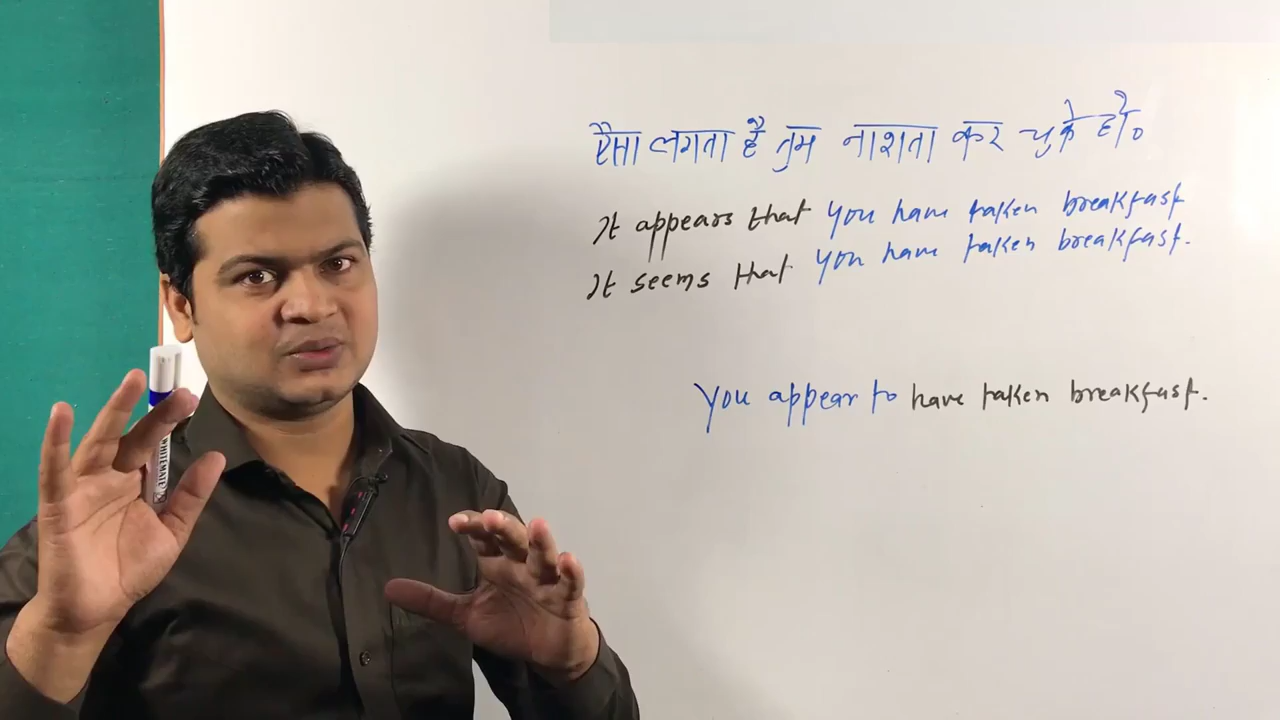 ऐसा लगता है तुम नाशता कर चुके हो।
It appears that you have taken breakfast
It seems that you have taken breakfast.
You appear to have taken breakfast.
WHITEMATE